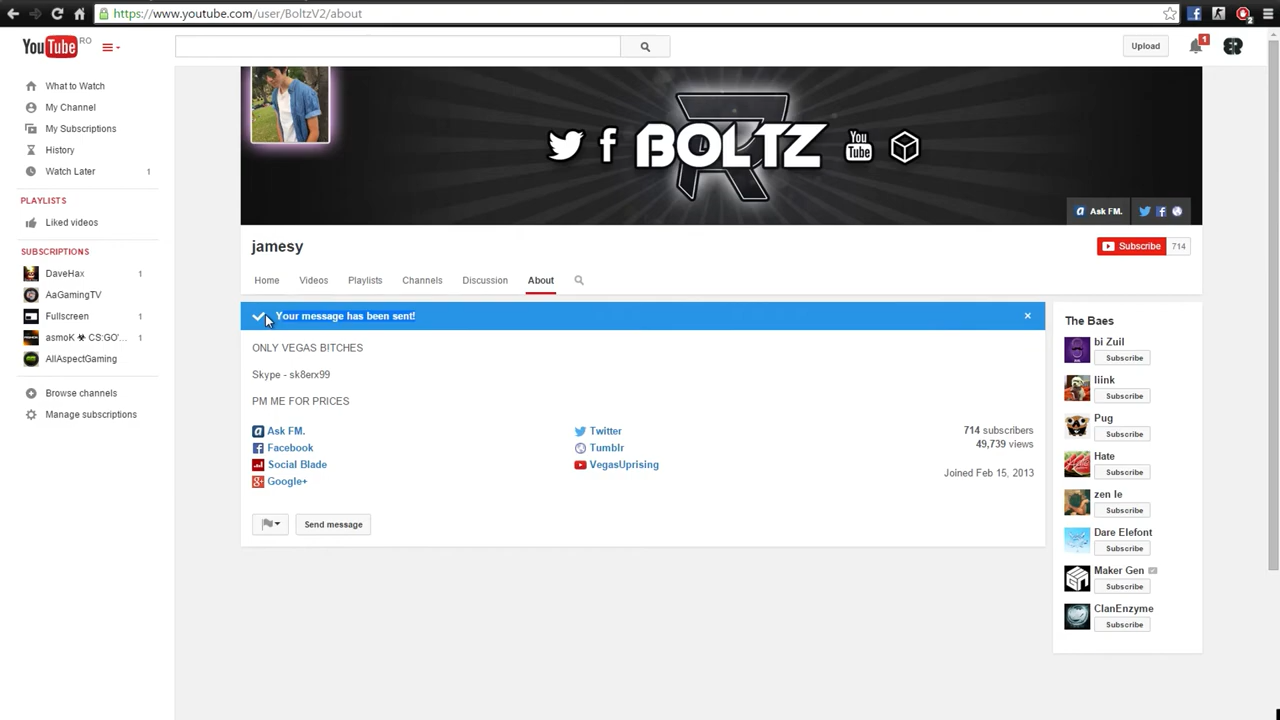 https://www.youtube.com/user/BoltzV2/about
2
YouTube RO
Upload
1
What to Watch
My Channel
My Subscriptions
History
Watch Later 1
PLAYLISTS
Liked videos
SUBSCRIPTIONS
DaveHax 1
AaGamingTV
Fullscreen 1
asmoK ☣ CS:GO'... 1
AllAspectGaming
Browse channels
Manage subscriptions
BOLTZ
You Tube
Ask FM.
jamesy
Subscribe 714
Home Videos Playlists Channels Discussion About
Your message has been sent!
ONLY VEGAS BITCHES
Skype - sk8erx99
PM ME FOR PRICES
Ask FM. Twitter
Facebook Tumblr
Social Blade VegasUprising
Google+
714 subscribers
49,739 views
Joined Feb 15, 2013
Send message
The Baes
bi Zuil
Subscribe
liink
Subscribe
Pug
Subscribe
Hate
Subscribe
zen le
Subscribe
Dare Elefont
Subscribe
Maker Gen
Subscribe
ClanEnzyme
Subscribe